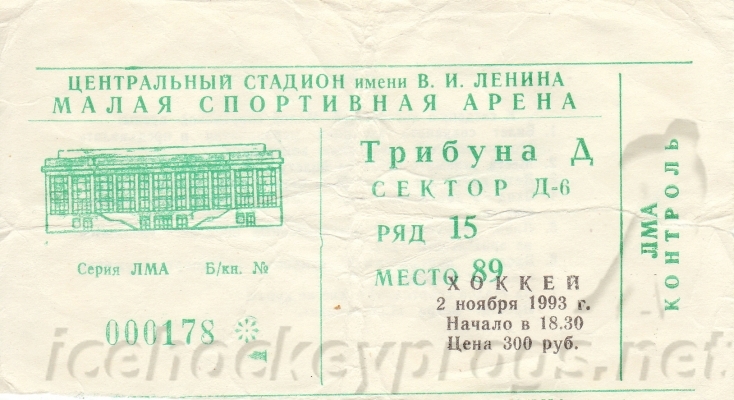 ЦЕНТРАЛЬНЫЙ СТАДИОН имени В. И. ЛЕНИНА
МАЛАЯ СПОРТИВНАЯ АРЕНА
Трибуна Д
СЕКТОР Д-6
РЯД 15
МЕСТО 89
Серия ЛМА Б/кн. №
000178
ХОККЕЙ
2 ноября 1993 г.
Начало в 18.30
Цена 300 руб.
ЛМА
КОНТРОЛЬ
icehockeyprogs.net